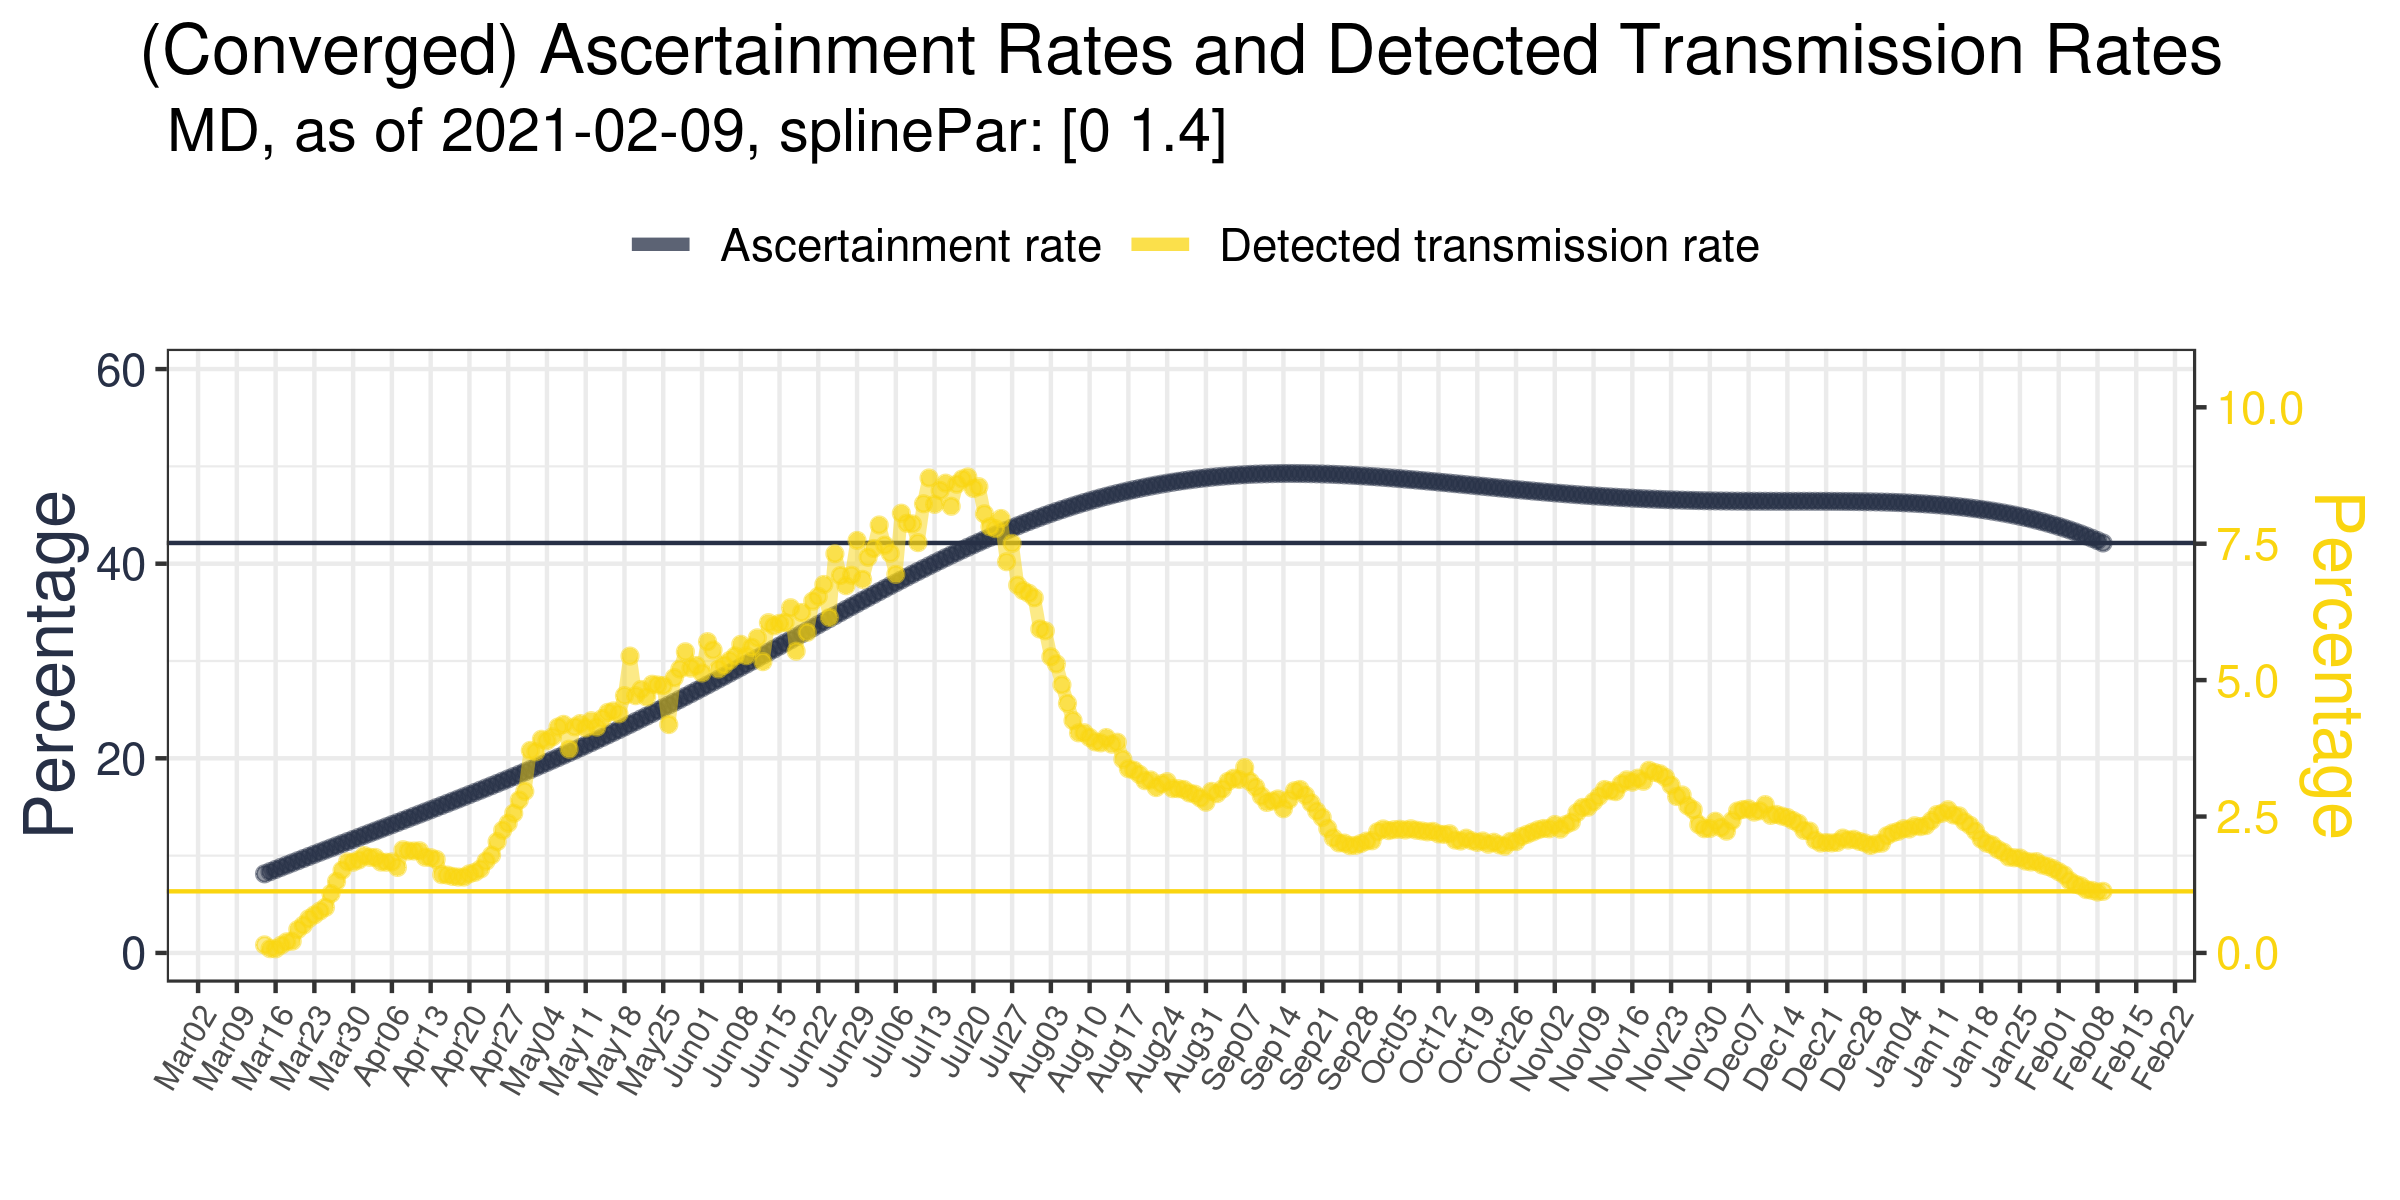 (Converged) Ascertainment Rates and Detected Transmission Rates
MD, as of 2021-02-09, splinePar: [0 1.4]
Ascertainment rate Detected transmission rate
Percentage
60
40
20
0
10.0
7.5
5.0
2.5
0.0
Percentage
Mar02 Mar09 Mar16 Mar23 Mar30 Apr06 Apr13 Apr20 Apr27 May04 May11 May18 May25 Jun01 Jun08 Jun15 Jun22 Jun29 Jul06 Jul13 Jul20 Jul27 Aug03 Aug10 Aug17 Aug24 Aug31 Sep07 Sep14 Sep21 Sep28 Oct05 Oct12 Oct19 Oct26 Nov02 Nov09 Nov16 Nov23 Nov30 Dec07 Dec14 Dec21 Dec28 Jan04 Jan11 Jan18 Jan25 Feb01 Feb08 Feb15 Feb22